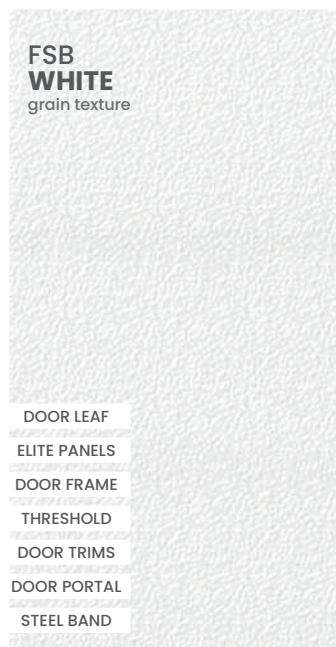 FSB
WHITE
grain texture
DOOR LEAF
ELITE PANELS
DOOR FRAME
THRESHOLD
DOOR TRIMS
DOOR PORTAL
STEEL BAND